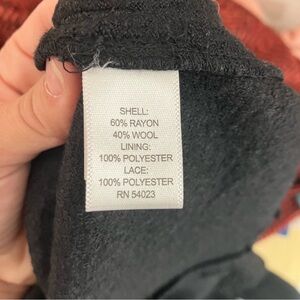 SHELL:
60% RAYON
40% WOOL
LINING:
100% POLYESTER
LACE:
100% POLYESTER
RN 54023